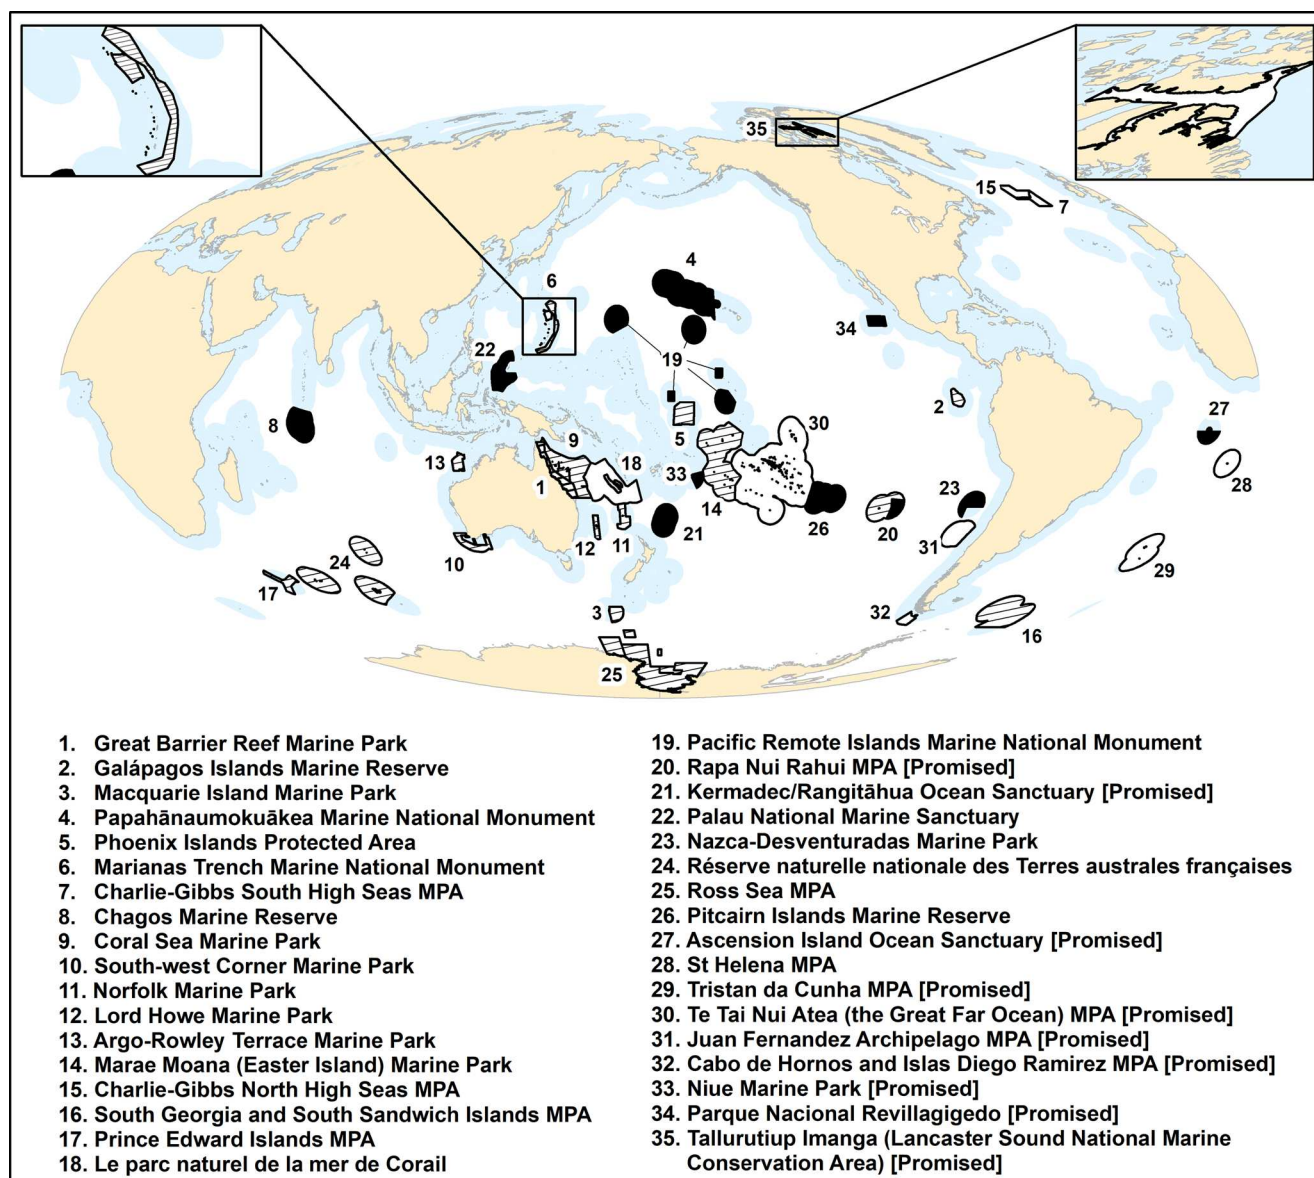 35
15
7
4
6
34
19
22
2
27
8
5
30
9
18
28
13
33
1
23
14
26
20
21
31
12
11
10
29
24
17
3
32
16
25
1. Great Barrier Reef Marine Park
2. Galápagos Islands Marine Reserve
3. Macquarie Island Marine Park
4. Papahānaumokuākea Marine National Monument
5. Phoenix Islands Protected Area
6. Marianas Trench Marine National Monument
7. Charlie-Gibbs South High Seas MPA
8. Chagos Marine Reserve
9. Coral Sea Marine Park
10. South-west Corner Marine Park
11. Norfolk Marine Park
12. Lord Howe Marine Park
13. Argo-Rowley Terrace Marine Park
14. Marae Moana (Easter Island) Marine Park
15. Charlie-Gibbs North High Seas MPA
16. South Georgia and South Sandwich Islands MPA
17. Prince Edward Islands MPA
18. Le parc naturel de la mer de Corail
19. Pacific Remote Islands Marine National Monument
20. Rapa Nui Rahui MPA [Promised]
21. Kermadec/Rangitāhua Ocean Sanctuary [Promised]
22. Palau National Marine Sanctuary
23. Nazca-Desventuradas Marine Park
24. Réserve naturelle nationale des Terres australes françaises
25. Ross Sea MPA
26. Pitcairn Islands Marine Reserve
27. Ascension Island Ocean Sanctuary [Promised]
28. St Helena MPA
29. Tristan da Cunha MPA [Promised]
30. Te Tai Nui Atea (the Great Far Ocean) MPA [Promised]
31. Juan Fernandez Archipelago MPA [Promised]
32. Cabo de Hornos and Islas Diego Ramirez MPA [Promised]
33. Niue Marine Park [Promised]
34. Parque Nacional Revillagigedo [Promised]
35. Tallurutiup Imanga (Lancaster Sound National Marine
Conservation Area) [Promised]